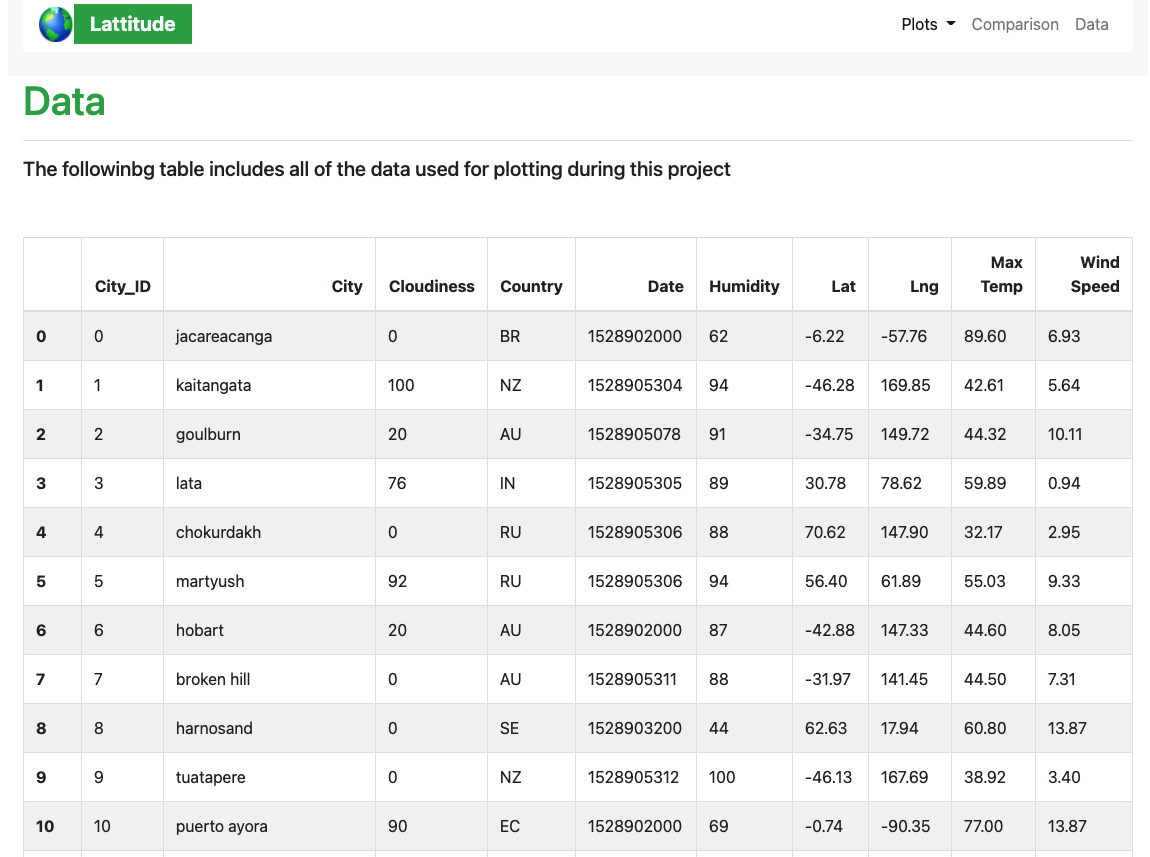 Lattitude Plots Comparison Data
Data
The followinbg table includes all of the data used for plotting during this project
City_ID City Cloudiness Country Date Humidity Lat Lng Max Temp Wind Speed
0 0 jacareacanga 0 BR 1528902000 62 -6.22 -57.76 89.60 6.93
1 1 kaitangata 100 NZ 1528905304 94 -46.28 169.85 42.61 5.64
2 2 goulburn 20 AU 1528905078 91 -34.75 149.72 44.32 10.11
3 3 lata 76 IN 1528905305 89 30.78 78.62 59.89 0.94
4 4 chokurdakh 0 RU 1528905306 88 70.62 147.90 32.17 2.95
5 5 martyush 92 RU 1528905306 94 56.40 61.89 55.03 9.33
6 6 hobart 20 AU 1528902000 87 -42.88 147.33 44.60 8.05
7 7 broken hill 0 AU 1528905311 88 -31.97 141.45 44.50 7.31
8 8 harnosand 0 SE 1528903200 44 62.63 17.94 60.80 13.87
9 9 tuatapere 0 NZ 1528905312 100 -46.13 167.69 38.92 3.40
10 10 puerto ayora 90 EC 1528902000 69 -0.74 -90.35 77.00 13.87